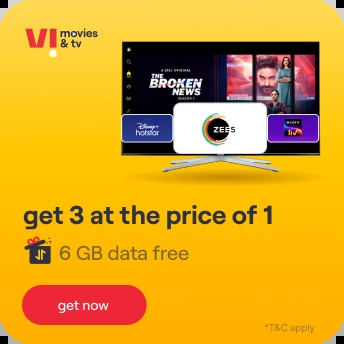 VI movies
& tv
A ZEE5 ORIGINAL
THE
BROKEN
NEWS
SEASON 2
Disney+
hotstar
ZEE5
SONY
liv
get 3 at the price of 1
6 GB data free
get now
*T&C apply